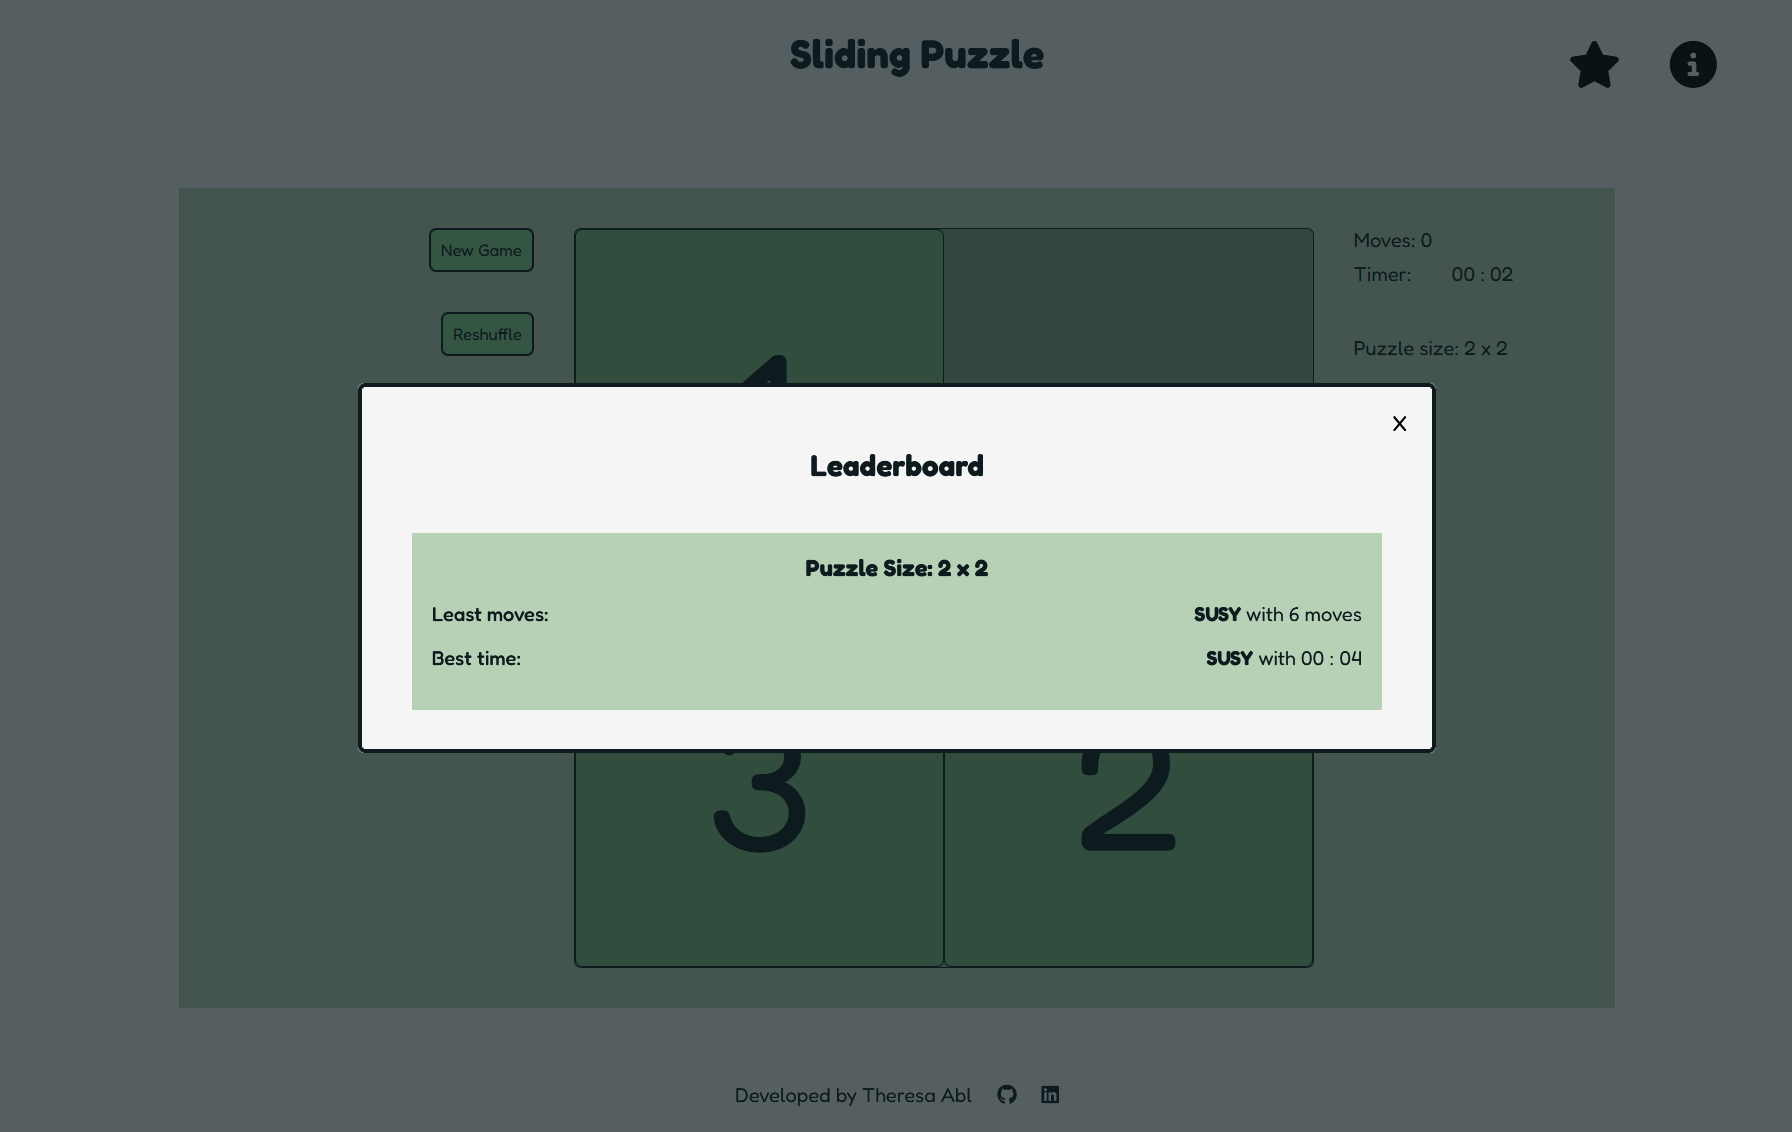 Sliding Puzzle
New Game
Reshuffle
Moves: 0
Timer: 00 : 02
Puzzle size: 2 x 2
X
Leaderboard
Puzzle Size: 2 x 2
Least moves: SUSY with 6 moves
Best time: SUSY with 00 : 04
3 2
Developed by Theresa Abl